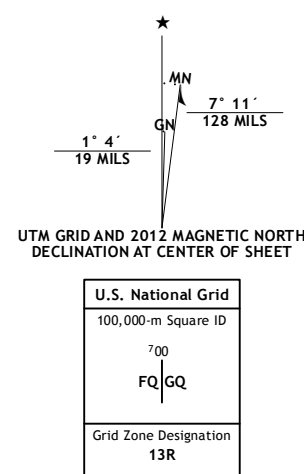 ★
MN
GN
7° 11´
128 MILS
1° 4´
19 MILS
UTM GRID AND 2012 MAGNETIC NORTH
DECLINATION AT CENTER OF SHEET
U.S. National Grid
100,000-m Square ID
⁷00
FQ GQ
Grid Zone Designation
13R